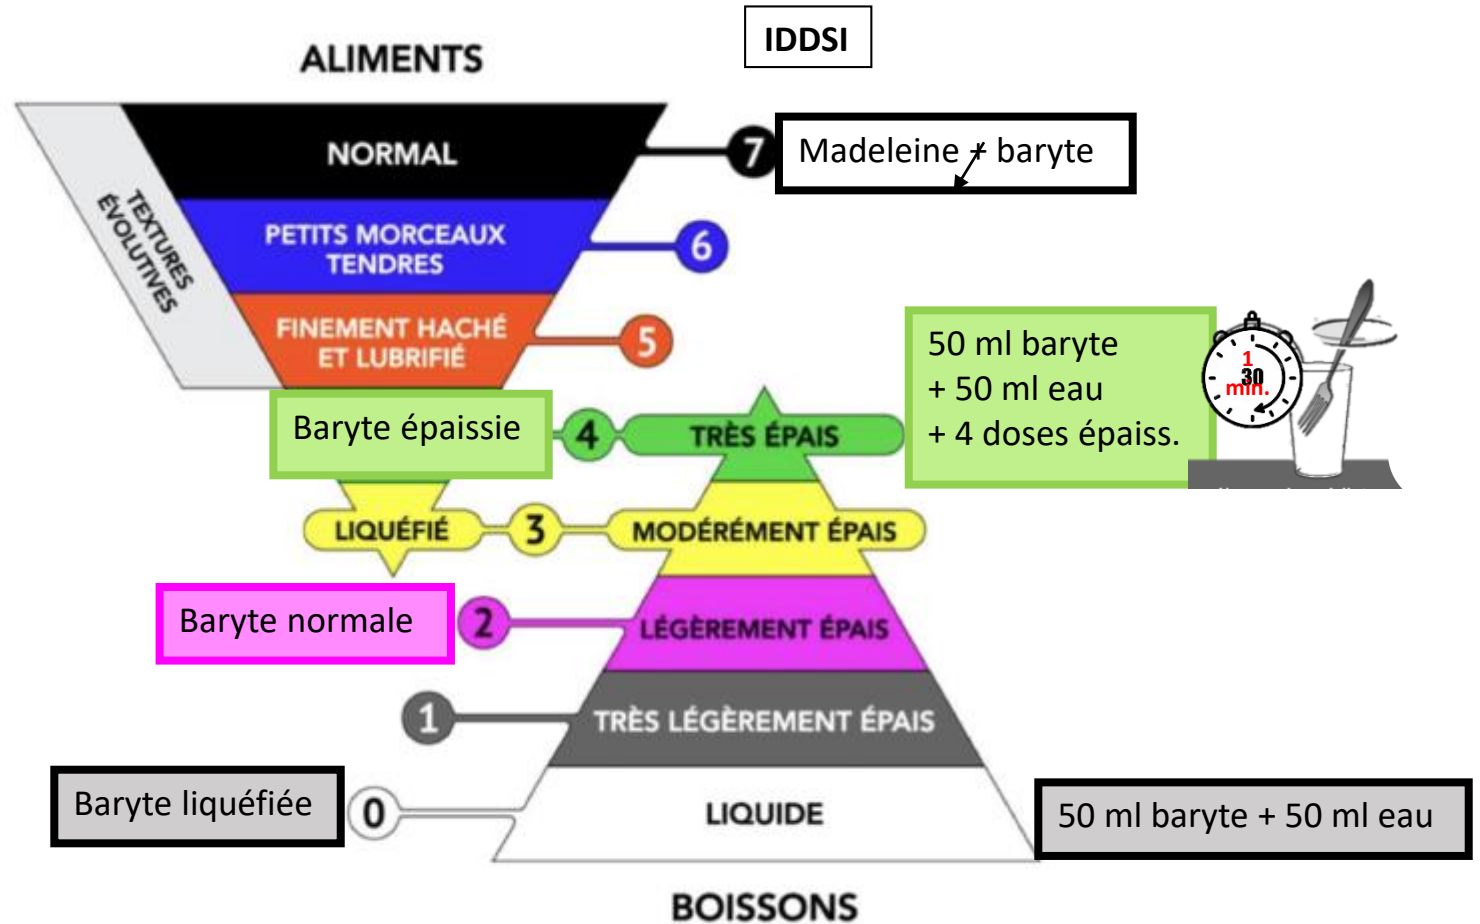 IDDSI
ALIMENTS
NORMAL
7
Madeleine + baryte
TEXTURES
ÉVOLUTIVES
PETITS MORCEAUX
TENDRES
6
FINEMENT HACHÉ
ET LUBRIFIÉ
5
50 ml baryte
+ 50 ml eau
+ 4 doses épaiss.
1
30
min.
Baryte épaissie
4
TRÈS ÉPAIS
LIQUÉFIÉ
3
MODÉRÉMENT ÉPAIS
Baryte normale
2
LÉGÈREMENT ÉPAIS
1
TRÈS LÉGÈREMENT ÉPAIS
Baryte liquéfiée
0
LIQUIDE
50 ml baryte + 50 ml eau
BOISSONS